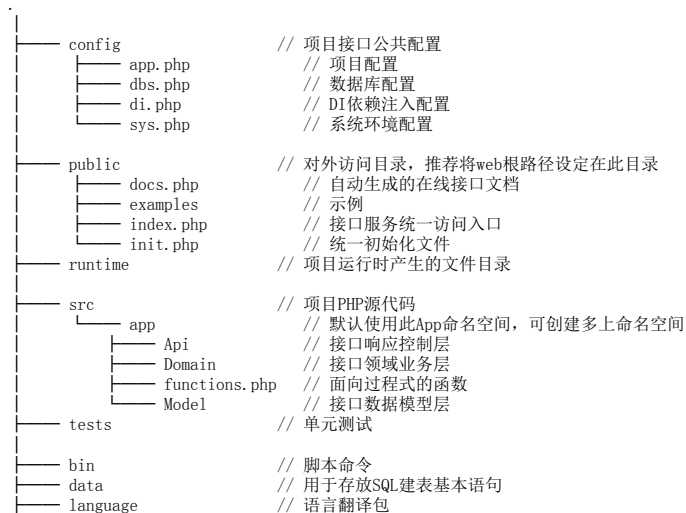 .
config // 项目接口公共配置
app.php // 项目配置
dbs.php // 数据库配置
di.php // DI依赖注入配置
sys.php // 系统环境配置
public // 对外访问目录,推荐将web根路径设定在此目录
docs.php // 自动生成的在线接口文档
examples // 示例
index.php // 接口服务统一访问入口
init.php // 统一初始化文件
runtime // 项目运行时产生的文件目录
src // 项目PHP源代码
app // 默认使用此App命名空间,可创建多上命名空间
Api // 接口响应控制层
Domain // 接口领域业务层
functions.php // 面向过程式的函数
Model // 接口数据模型层
tests // 单元测试
bin // 脚本命令
data // 用于存放SQL建表基本语句
language // 语言翻译包